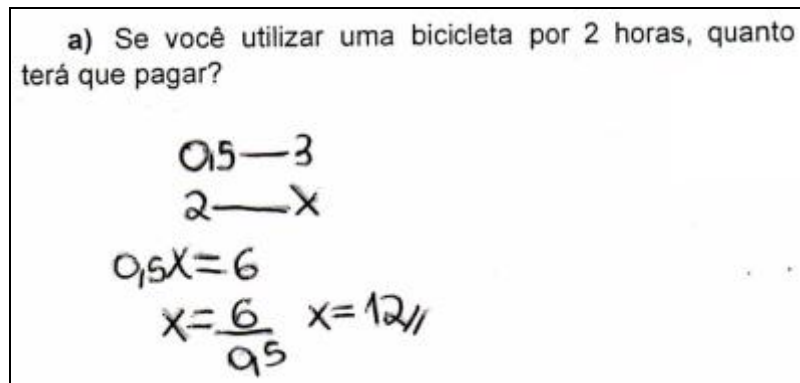 a) Se você utilizar uma bicicleta por 2 horas, quanto
terá que pagar?
0,5 — 3
2 — x
0,5x = 6
x = 6/0,5 x = 12//